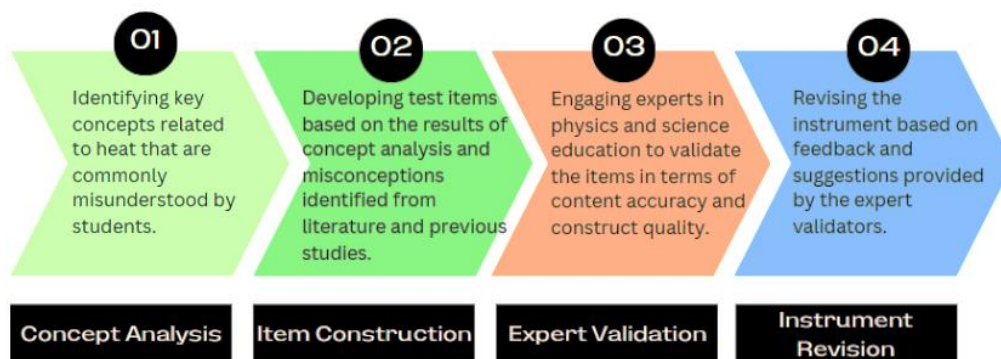 01
Identifying key
concepts related
to heat that are
commonly
misunderstood by
students.
02
Developing test items
based on the results of
concept analysis and
misconceptions
identified from
literature and previous
studies.
03
Engaging experts in
physics and science
education to validate
the items in terms of
content accuracy and
construct quality.
04
Revising the
instrument based on
feedback and
suggestions provided
by the expert
validators.
Concept Analysis
Item Construction
Expert Validation
Instrument
Revision